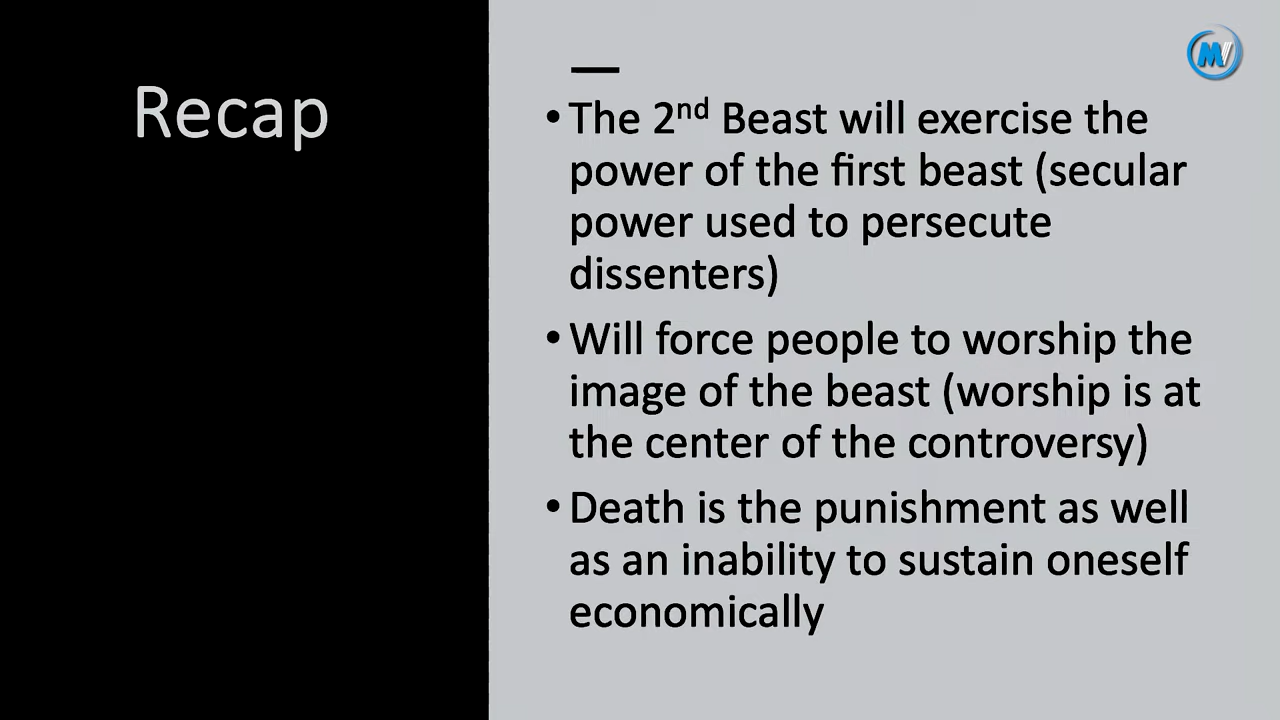 Recap
• The 2nd Beast will exercise the
power of the first beast (secular
power used to persecute
dissenters)
• Will force people to worship the
image of the beast (worship is at
the center of the controversy)
• Death is the punishment as well
as an inability to sustain oneself
economically
MV